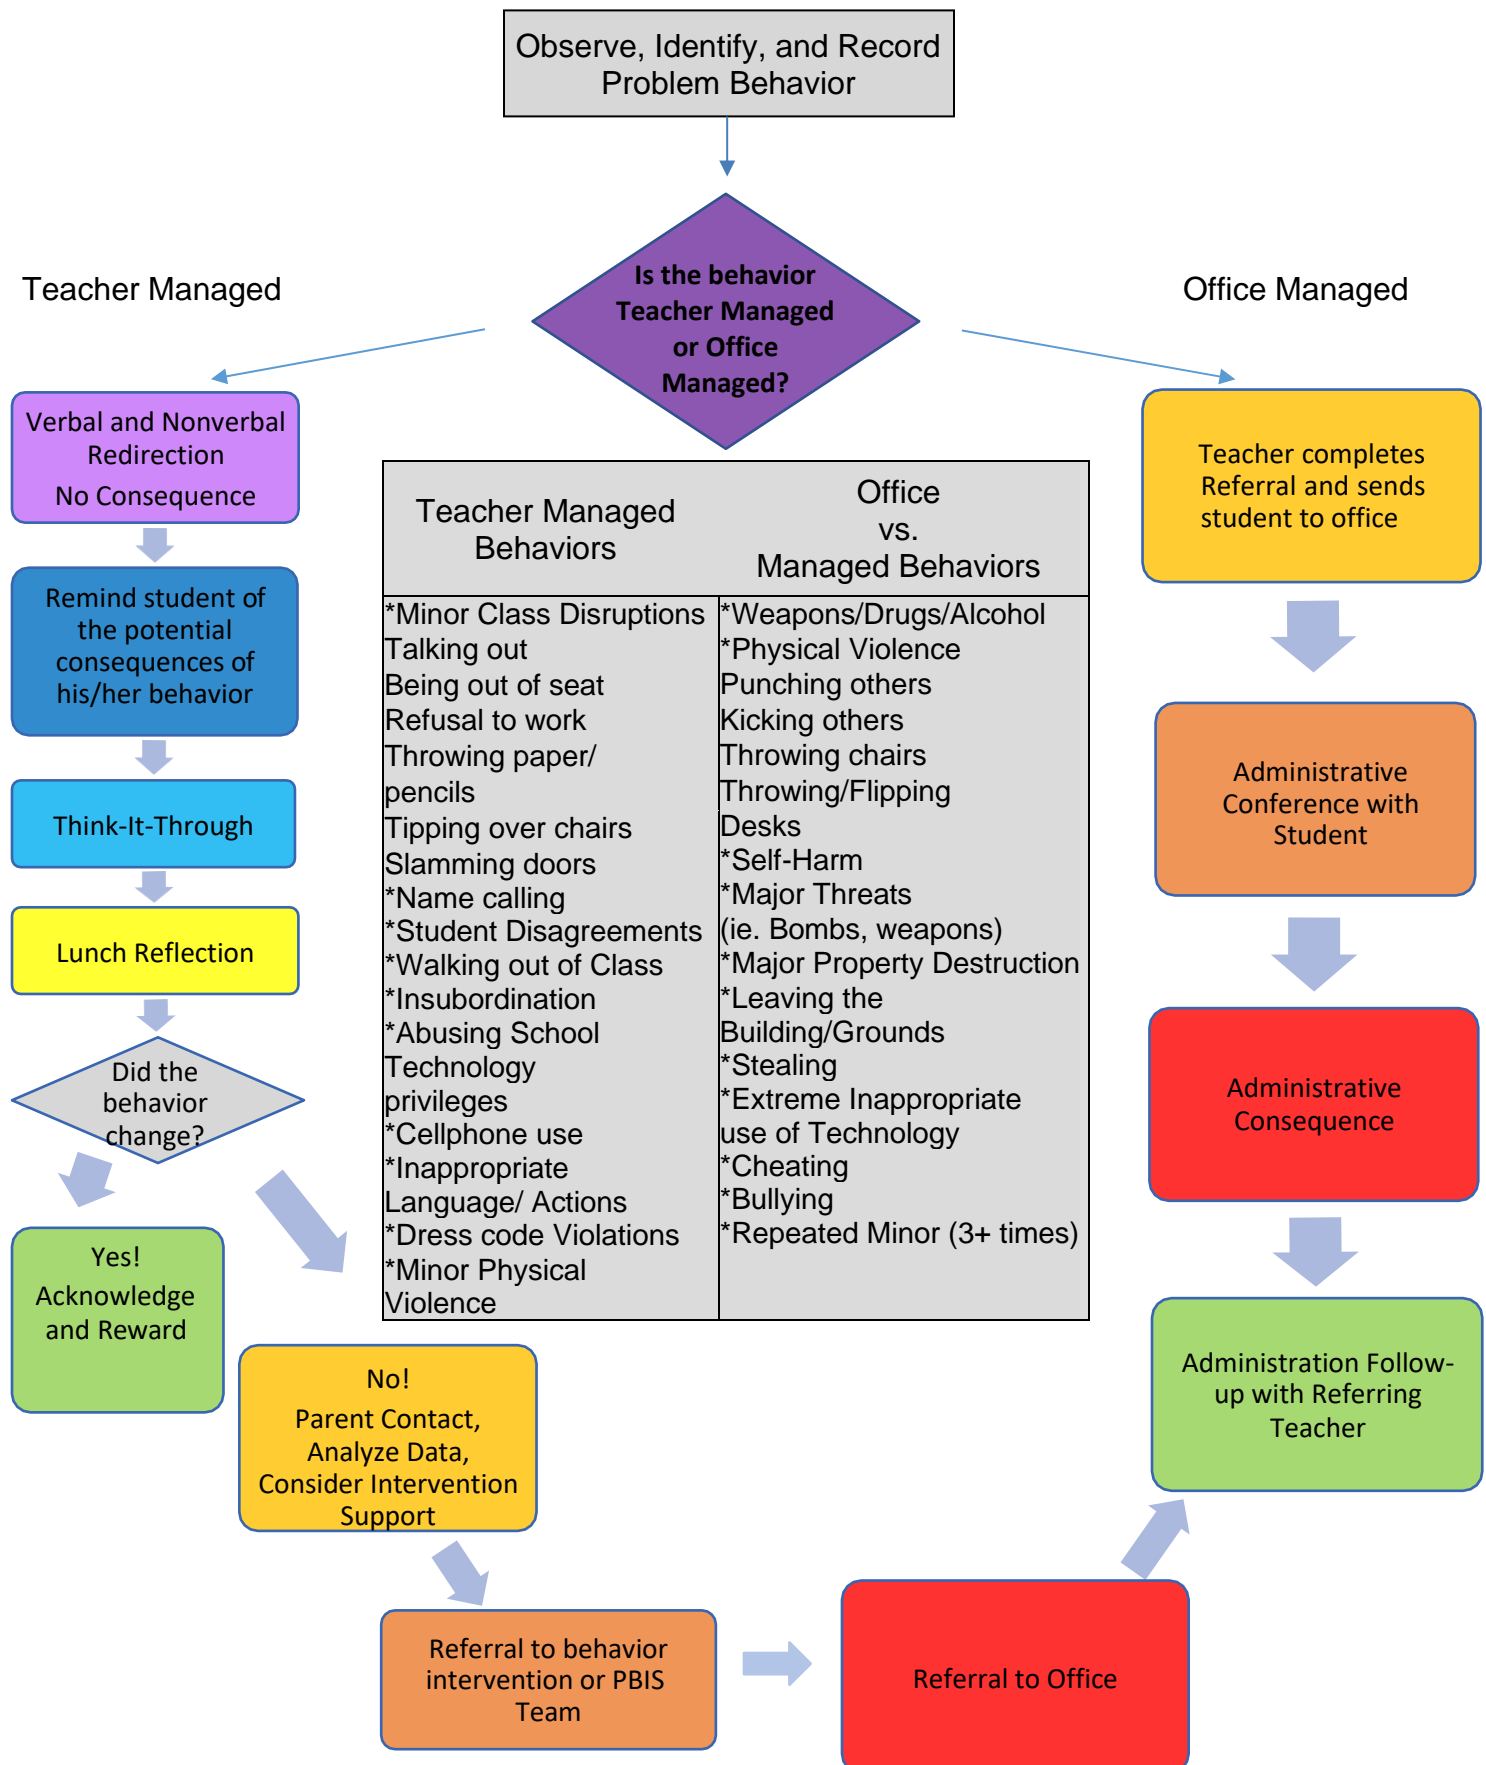 Observe, Identify, and Record
Problem Behavior
Is the behavior
Teacher Managed
or Office
Managed?
Teacher Managed
Office Managed
Verbal and Nonverbal
Redirection
No Consequence
Remind student of
the potential
consequences of
his/her behavior
Think-It-Through
Lunch Reflection
Did the
behavior
change?
Yes!
Acknowledge
and Reward
No!
Parent Contact,
Analyze Data,
Consider Intervention
Support
Referral to behavior
intervention or PBIS
Team
Referral to Office
Teacher Managed
Behaviors
Office
vs.
Managed Behaviors
*Minor Class Disruptions
Talking out
Being out of seat
Refusal to work
Throwing paper/
pencils
Tipping over chairs
Slamming doors
*Name calling
*Student Disagreements
*Walking out of Class
*Insubordination
*Abusing School
Technology
privileges
*Cellphone use
*Inappropriate
Language/ Actions
*Dress code Violations
*Minor Physical
Violence
*Weapons/Drugs/Alcohol
*Physical Violence
Punching others
Kicking others
Throwing chairs
Throwing/Flipping
Desks
*Self-Harm
*Major Threats
(ie. Bombs, weapons)
*Major Property Destruction
*Leaving the
Building/Grounds
*Stealing
*Extreme Inappropriate
use of Technology
*Cheating
*Bullying
*Repeated Minor (3+ times)
Teacher completes
Referral and sends
student to office
Administrative
Conference with
Student
Administrative
Consequence
Administration Follow-
up with Referring
Teacher